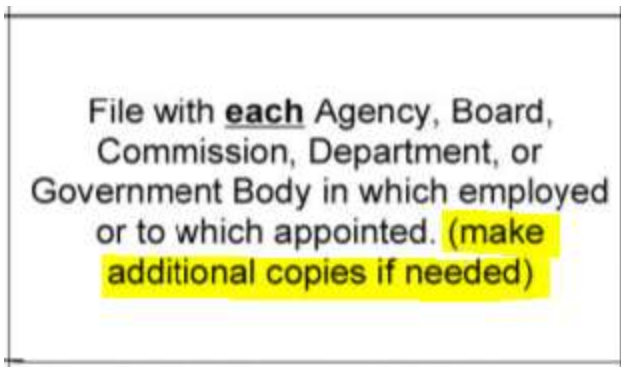 File with each Agency, Board,
Commission, Department, or
Government Body in which employed
or to which appointed. (make
additional copies if needed)